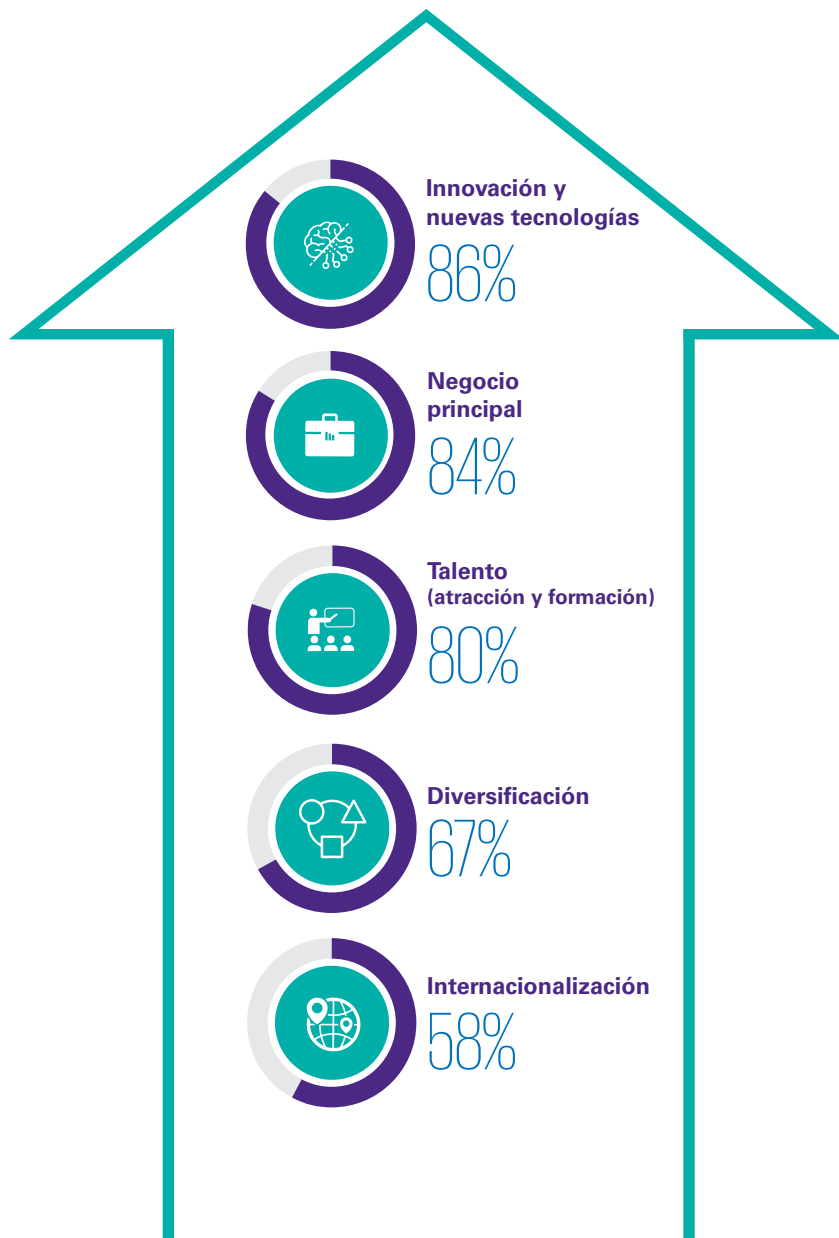 Innovación y
nuevas tecnologías
86%
Negocio
principal
84%
Talento
(atracción y formación)
80%
Diversificación
67%
Internacionalización
58%